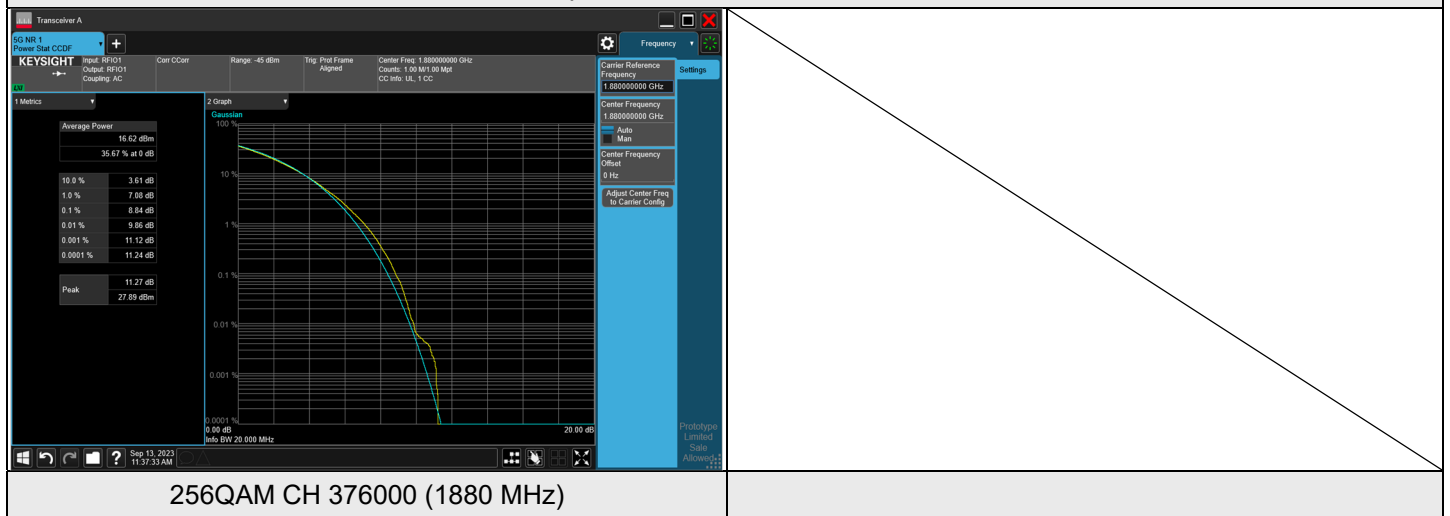 Transceiver A
5G NR 1
Power Stat CCDF
+
Frequency
KEYSIGHT
Input: RFIO1
Output: RFIO1
Coupling: AC
Corr CCorr
Range: -45 dBm
Trig: Prot Frame
Aligned
Center Freq: 1.880000000 GHz
Counts: 1.00 M/1.00 Mpt
CC Info: UL, 1 CC
LXI
Carrier Reference
Frequency
1.880000000 GHz
Settings
Center Frequency
1.880000000 GHz
Auto
Man
Center Frequency
Offset
0 Hz
Adjust Center Freq
to Carrier Config
1 Metrics
Average Power
16.62 dBm
35.67 % at 0 dB
10.0 % 3.61 dB
1.0 % 7.08 dB
0.1 % 8.84 dB
0.01 % 9.86 dB
0.001 % 11.12 dB
0.0001 % 11.24 dB
Peak
11.27 dB
27.89 dBm
2 Graph
Gaussian
100 %
10 %
1 %
0.1 %
0.01 %
0.001 %
0.0001 %
0.00 dB
20.00 dB
Info BW 20.000 MHz
Prototype
Limited
Sale
Allowed
?
Sep 13, 2023
11:37:33 AM
256QAM CH 376000 (1880 MHz)